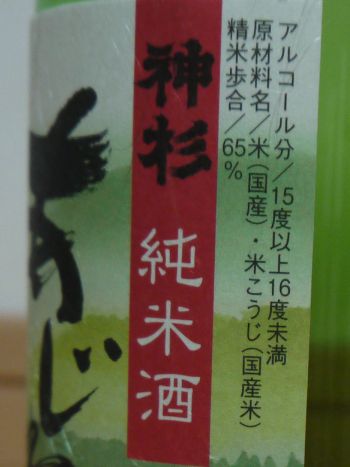 アルコール分/15度以上16度未満
原材料名/米(国産)・米こうじ(国産米)
精米歩合/65%
神杉
純米酒
あじ